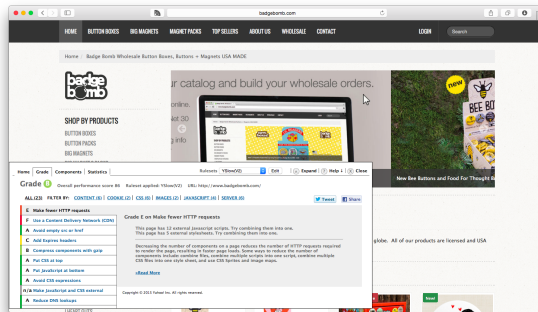 badgebomb.com
HOME BUTTON BOXES BIG MAGNETS MAGNET PACKS TOP SELLERS ABOUT US WHOLESALE CONTACT LOGIN Search
Home / Badge Bomb Wholesale Button Boxes, Buttons + Magnets USA MADE
badge bomb
ur catalog and build your wholesale orders.
online.
Net 30
g info.
new
BEE BO
SHOP BY PRODUCTS
BUTTON BOXES
BUTTON PACKS
BIG MAGNETS
New Bee Buttons and Food For Thought B
Home Grade Components Statistics Rulesets YSlow(V2) Edit Expand Help Close
Grade B Overall performance score 86 Ruleset applied: YSlow(V2) URL: http://www.badgebomb.com/
ALL (23) FILTER BY: CONTENT (6) | COOKIE (2) | CSS (6) | IMAGES (2) | JAVASCRIPT (4) | SERVER (6) Tweet Share
E Make fewer HTTP requests
F Use a Content Delivery Network (CDN)
A Avoid empty src or href
C Add Expires headers
B Compress components with gzip
A Put CSS at top
A Put JavaScript at bottom
A Avoid CSS expressions
n/a Make JavaScript and CSS external
A Reduce DNS lookups
Grade E on Make fewer HTTP requests
This page has 12 external Javascript scripts. Try combining them into one.
This page has 5 external stylesheets. Try combining them into one.
Decreasing the number of components on a page reduces the number of HTTP requests required
to render the page, resulting in faster page loads. Some ways to reduce the number of
components include: combine files, combine multiple scripts into one script, combine multiple
CSS files into one style sheet, and use CSS Sprites and image maps.
»Read More
Copyright © 2015 Yahoo! Inc. All rights reserved.
globe. All of our products are licensed and USA
New!